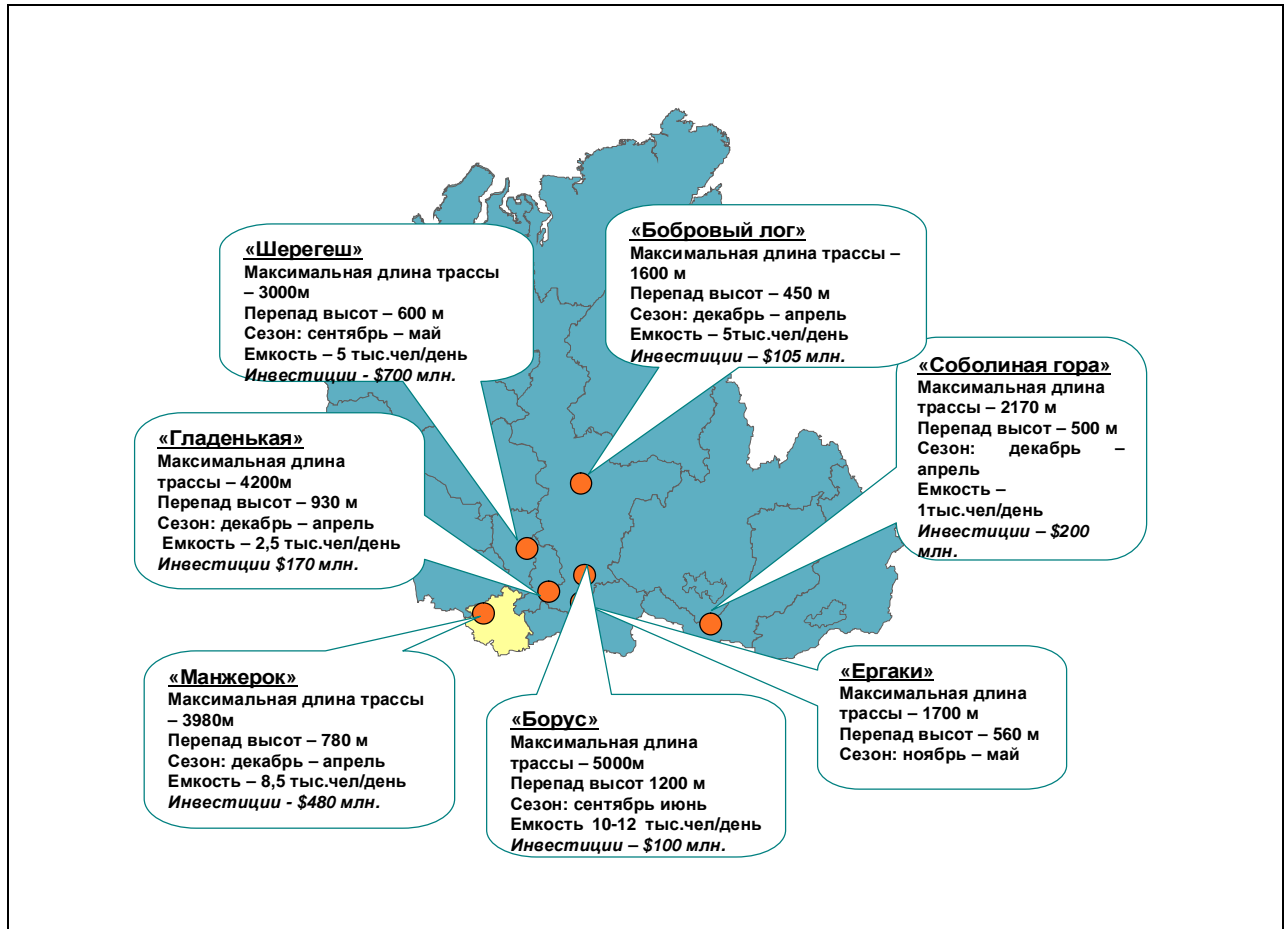 «Шерегеш»
Максимальная длина трассы
– 3000м
Перепад высот – 600 м
Сезон: сентябрь – май
Емкость – 5 тыс.чел/день
Инвестиции - $700 млн.
«Бобровый лог»
Максимальная длина трассы –
1600 м
Перепад высот – 450 м
Сезон: декабрь – апрель
Емкость – 5тыс.чел/день
Инвестиции – $105 млн.
«Соболиная гора»
Максимальная длина
трассы – 2170 м
Перепад высот – 500 м
Сезон: декабрь –
апрель
Емкость –
1тыс.чел/день
Инвестиции – $200
млн.
«Гладенькая»
Максимальная длина
трассы – 4200м
Перепад высот – 930 м
Сезон: декабрь – апрель
Емкость – 2,5 тыс.чел/день
Инвестиции $170 млн.
«Манжерок»
Максимальная длина трассы
– 3980м
Перепад высот – 780 м
Сезон: декабрь – апрель
Емкость – 8,5 тыс.чел/день
Инвестиции - $480 млн.
«Борус»
Максимальная длина
трассы – 5000м
Перепад высот 1200 м
Сезон: сентябрь июнь
Емкость 10-12 тыс.чел/день
Инвестиции – $100 млн.
«Ергаки»
Максимальная длина
трассы – 1700 м
Перепад высот – 560 м
Сезон: ноябрь – май